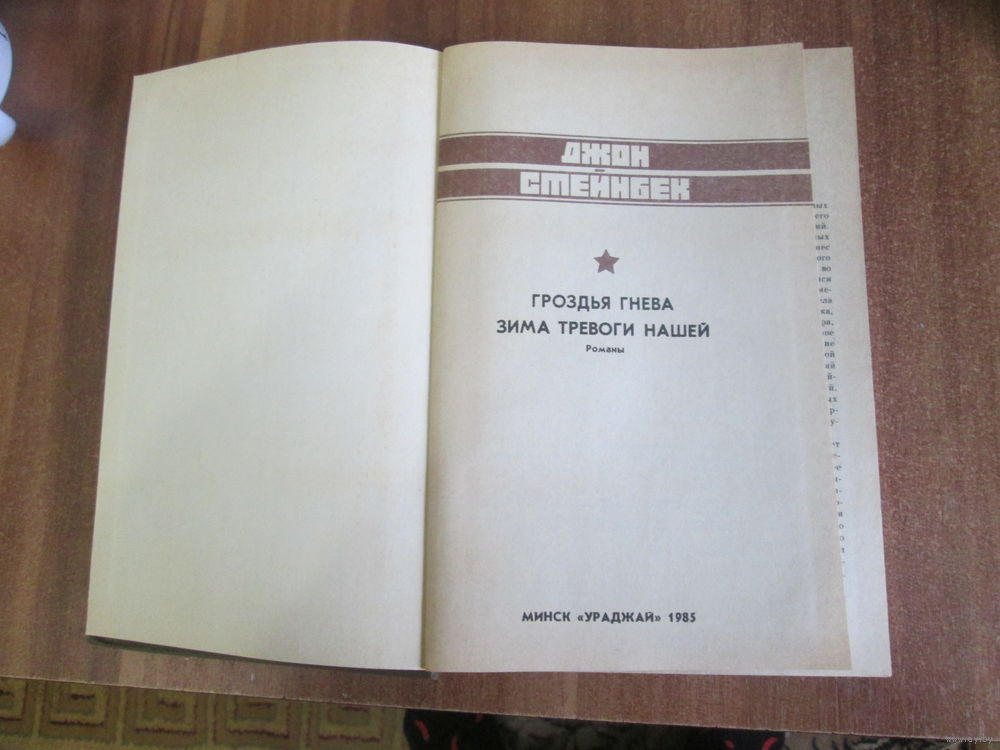 ДЖОН
СТЕЙНБЕК
ГРОЗДЬЯ ГНЕВА
ЗИМА ТРЕВОГИ НАШЕЙ
Романы
МИНСК «УРАДЖАЙ» 1985